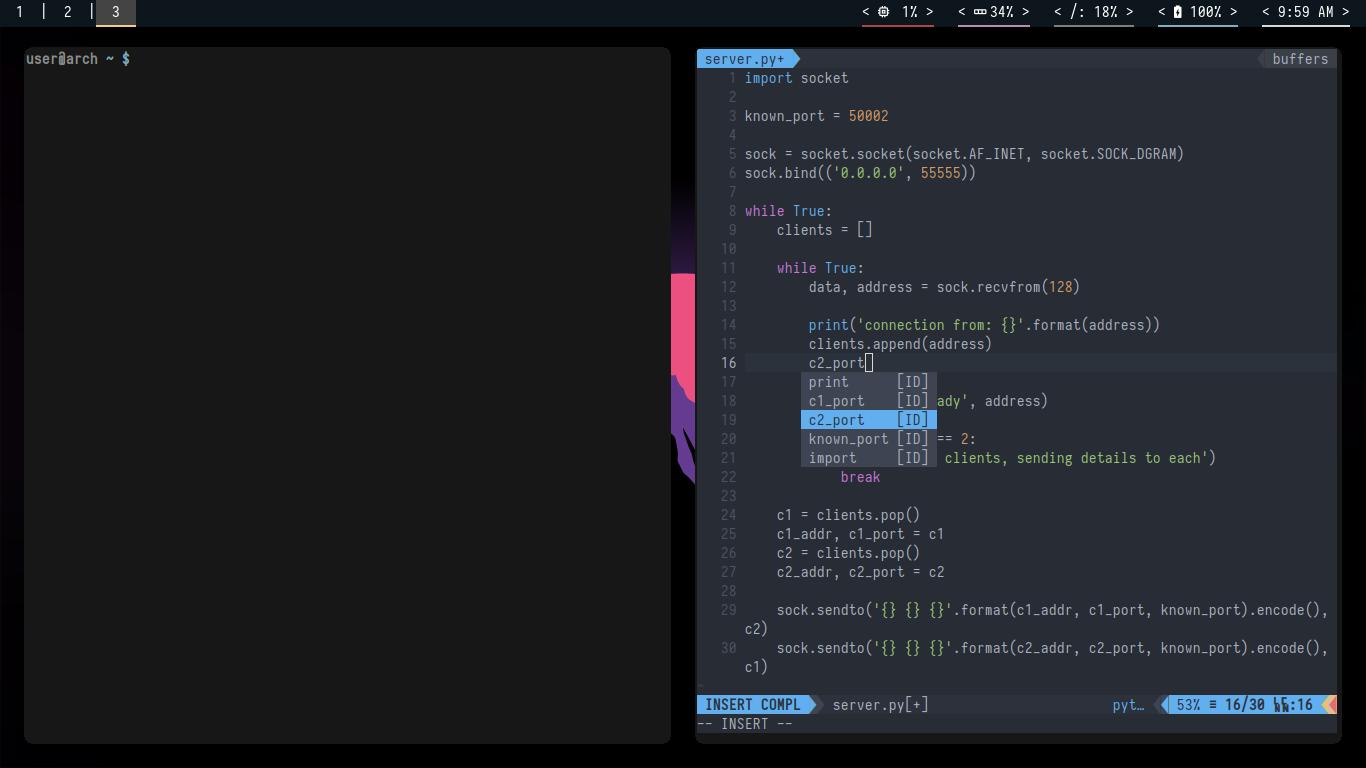 1 | 2 | 3
< 1% > < 34% > < /: 18% > < 100% > < 9:59 AM >
user@arch ~ $
server.py+ buffers
1 import socket
2
3 known_port = 50002
4
5 sock = socket.socket(socket.AF_INET, socket.SOCK_DGRAM)
6 sock.bind(('0.0.0.0', 55555))
7
8 while True:
9 clients = []
10
11 while True:
12 data, address = sock.recvfrom(128)
13
14 print('connection from: {}'.format(address))
15 clients.append(address)
16 c2_port
17 print [ID]
18 c1_port [ID] ady', address)
19 c2_port [ID]
20 known_port [ID] == 2:
21 import [ID] clients, sending details to each')
22 break
23
24 c1 = clients.pop()
25 c1_addr, c1_port = c1
26 c2 = clients.pop()
27 c2_addr, c2_port = c2
28
29 sock.sendto('{} {} {}'.format(c1_addr, c1_port, known_port).encode(),
c2)
30 sock.sendto('{} {} {}'.format(c2_addr, c2_port, known_port).encode(),
c1)
~
INSERT COMPL server.py[+] pyt… 53% ≡ 16/30 :16
-- INSERT --